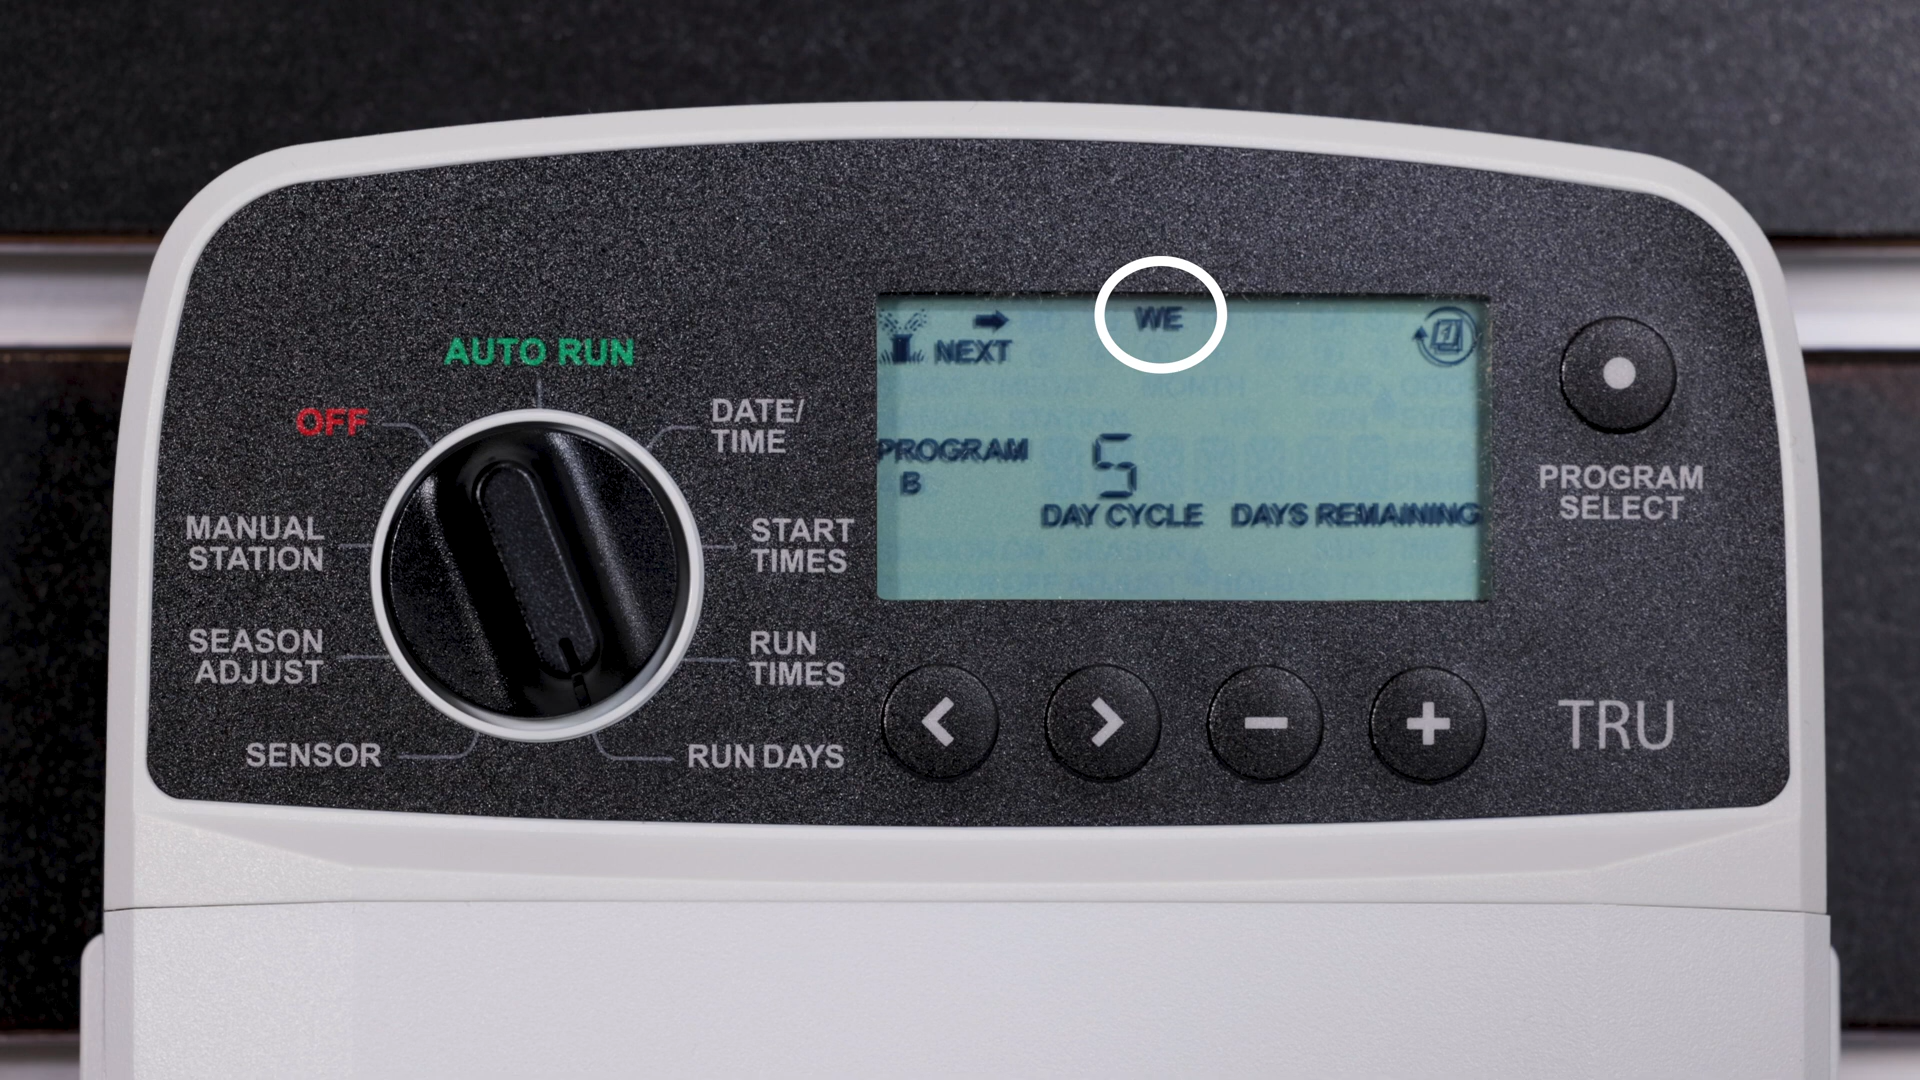 AUTO RUN
OFF
DATE/
TIME
MANUAL
STATION
START
TIMES
SEASON
ADJUST
RUN
TIMES
SENSOR
RUN DAYS
WE
NEXT
1
PROGRAM
B
5
DAY CYCLE DAYS REMAINING
PROGRAM
SELECT
< > − +
TRU